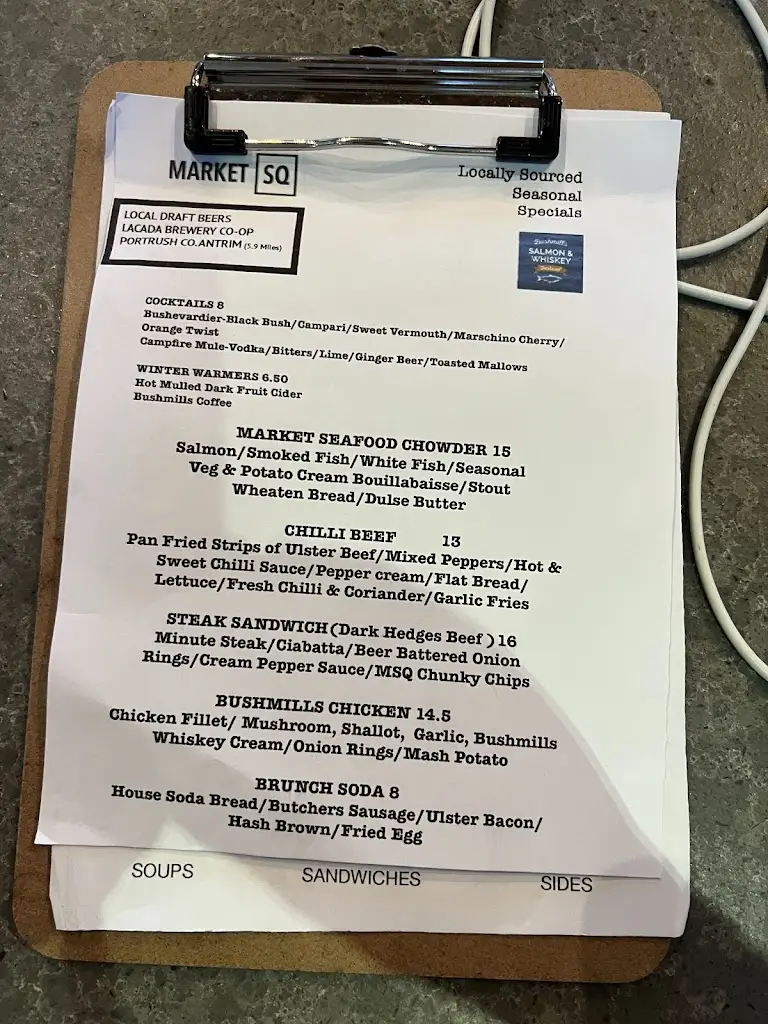 MARKET SQ
Locally Sourced
Seasonal
Specials
LOCAL DRAFT BEERS
LACADA BREWERY CO-OP
PORTRUSH CO.ANTRIM (5.9 Miles)
Bushmills
SALMON &
WHISKEY
Festival
COCKTAILS 8
Bushevardier-Black Bush/Campari/Sweet Vermouth/Marschino Cherry/
Orange Twist
Campfire Mule-Vodka/Bitters/Lime/Ginger Beer/Toasted Mallows
WINTER WARMERS 6.50
Hot Mulled Dark Fruit Cider
Bushmills Coffee
MARKET SEAFOOD CHOWDER 15
Salmon/Smoked Fish/White Fish/Seasonal
Veg & Potato Cream Bouillabaisse/Stout
Wheaten Bread/Dulse Butter
CHILLI BEEF 13
Pan Fried Strips of Ulster Beef/Mixed Peppers/Hot &
Sweet Chilli Sauce/Pepper cream/Flat Bread/
Lettuce/Fresh Chilli & Coriander/Garlic Fries
STEAK SANDWICH(Dark Hedges Beef )16
Minute Steak/Ciabatta/Beer Battered Onion
Rings/Cream Pepper Sauce/MSQ Chunky Chips
BUSHMILLS CHICKEN 14.5
Chicken Fillet/ Mushroom, Shallot, Garlic, Bushmills
Whiskey Cream/Onion Rings/Mash Potato
BRUNCH SODA 8
House Soda Bread/Butchers Sausage/Ulster Bacon/
Hash Brown/Fried Egg
SOUPS SANDWICHES SIDES